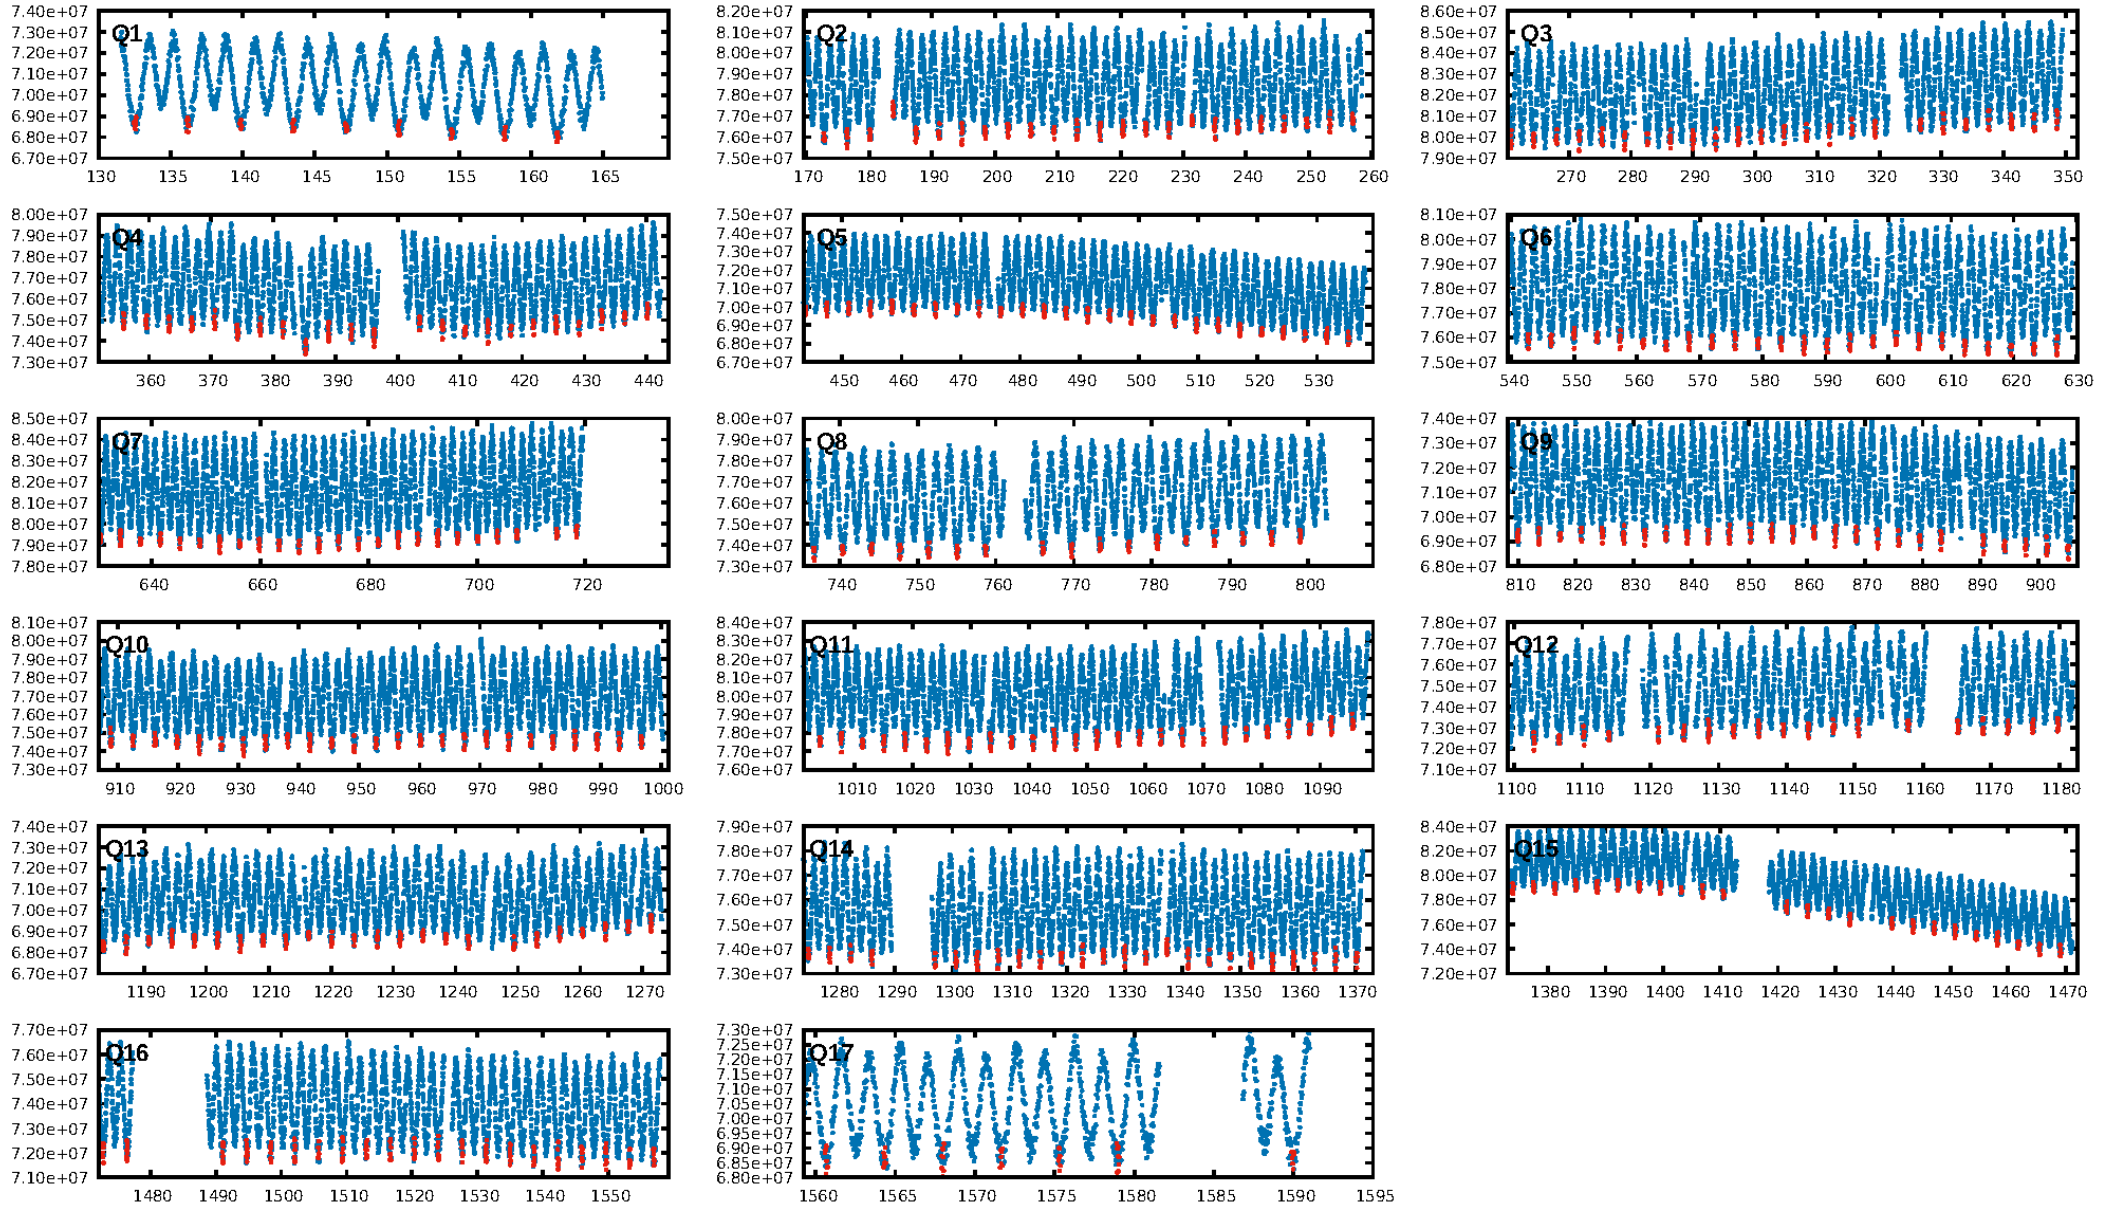 7.40e+07 7.30e+07 7.20e+07 7.10e+07 7.00e+07 6.90e+07 6.80e+07 6.70e+07
Q1
130 135 140 145 150 155 160 165
8.20e+07 8.10e+07 8.00e+07 7.90e+07 7.80e+07 7.70e+07 7.60e+07 7.50e+07
Q2
170 180 190 200 210 220 230 240 250 260
8.60e+07 8.50e+07 8.40e+07 8.30e+07 8.20e+07 8.10e+07 8.00e+07 7.90e+07
Q3
270 280 290 300 310 320 330 340 350
8.00e+07 7.90e+07 7.80e+07 7.70e+07 7.60e+07 7.50e+07 7.40e+07 7.30e+07
Q4
360 370 380 390 400 410 420 430 440
7.50e+07 7.40e+07 7.30e+07 7.20e+07 7.10e+07 7.00e+07 6.90e+07 6.80e+07 6.70e+07
Q5
450 460 470 480 490 500 510 520 530
8.10e+07 8.00e+07 7.90e+07 7.80e+07 7.70e+07 7.60e+07 7.50e+07
Q6
540 550 560 570 580 590 600 610 620 630
8.50e+07 8.40e+07 8.30e+07 8.20e+07 8.10e+07 8.00e+07 7.90e+07 7.80e+07
Q7
640 660 680 700 720
8.00e+07 7.90e+07 7.80e+07 7.70e+07 7.60e+07 7.50e+07 7.40e+07 7.30e+07
Q8
740 750 760 770 780 790 800
7.40e+07 7.30e+07 7.20e+07 7.10e+07 7.00e+07 6.90e+07 6.80e+07
Q9
810 820 830 840 850 860 870 880 890 900
8.10e+07 8.00e+07 7.90e+07 7.80e+07 7.70e+07 7.60e+07 7.50e+07 7.40e+07 7.30e+07
Q10
910 920 930 940 950 960 970 980 990 1000
8.40e+07 8.30e+07 8.20e+07 8.10e+07 8.00e+07 7.90e+07 7.80e+07 7.70e+07 7.60e+07
Q11
1010 1020 1030 1040 1050 1060 1070 1080 1090
7.80e+07 7.70e+07 7.60e+07 7.50e+07 7.40e+07 7.30e+07 7.20e+07 7.10e+07
Q12
1100 1110 1120 1130 1140 1150 1160 1170 1180
7.40e+07 7.30e+07 7.20e+07 7.10e+07 7.00e+07 6.90e+07 6.80e+07 6.70e+07
Q13
1190 1200 1210 1220 1230 1240 1250 1260 1270
7.90e+07 7.80e+07 7.70e+07 7.60e+07 7.50e+07 7.40e+07 7.30e+07
Q14
1280 1290 1300 1310 1320 1330 1340 1350 1360 1370
8.40e+07 8.20e+07 8.00e+07 7.80e+07 7.60e+07 7.40e+07 7.20e+07
Q15
1380 1390 1400 1410 1420 1430 1440 1450 1460 1470
7.70e+07 7.60e+07 7.50e+07 7.40e+07 7.30e+07 7.20e+07 7.10e+07
Q16
1480 1490 1500 1510 1520 1530 1540 1550
7.30e+07 7.25e+07 7.20e+07 7.15e+07 7.10e+07 7.05e+07 7.00e+07 6.95e+07 6.90e+07 6.85e+07 6.80e+07
Q17
1560 1565 1570 1575 1580 1585 1590 1595